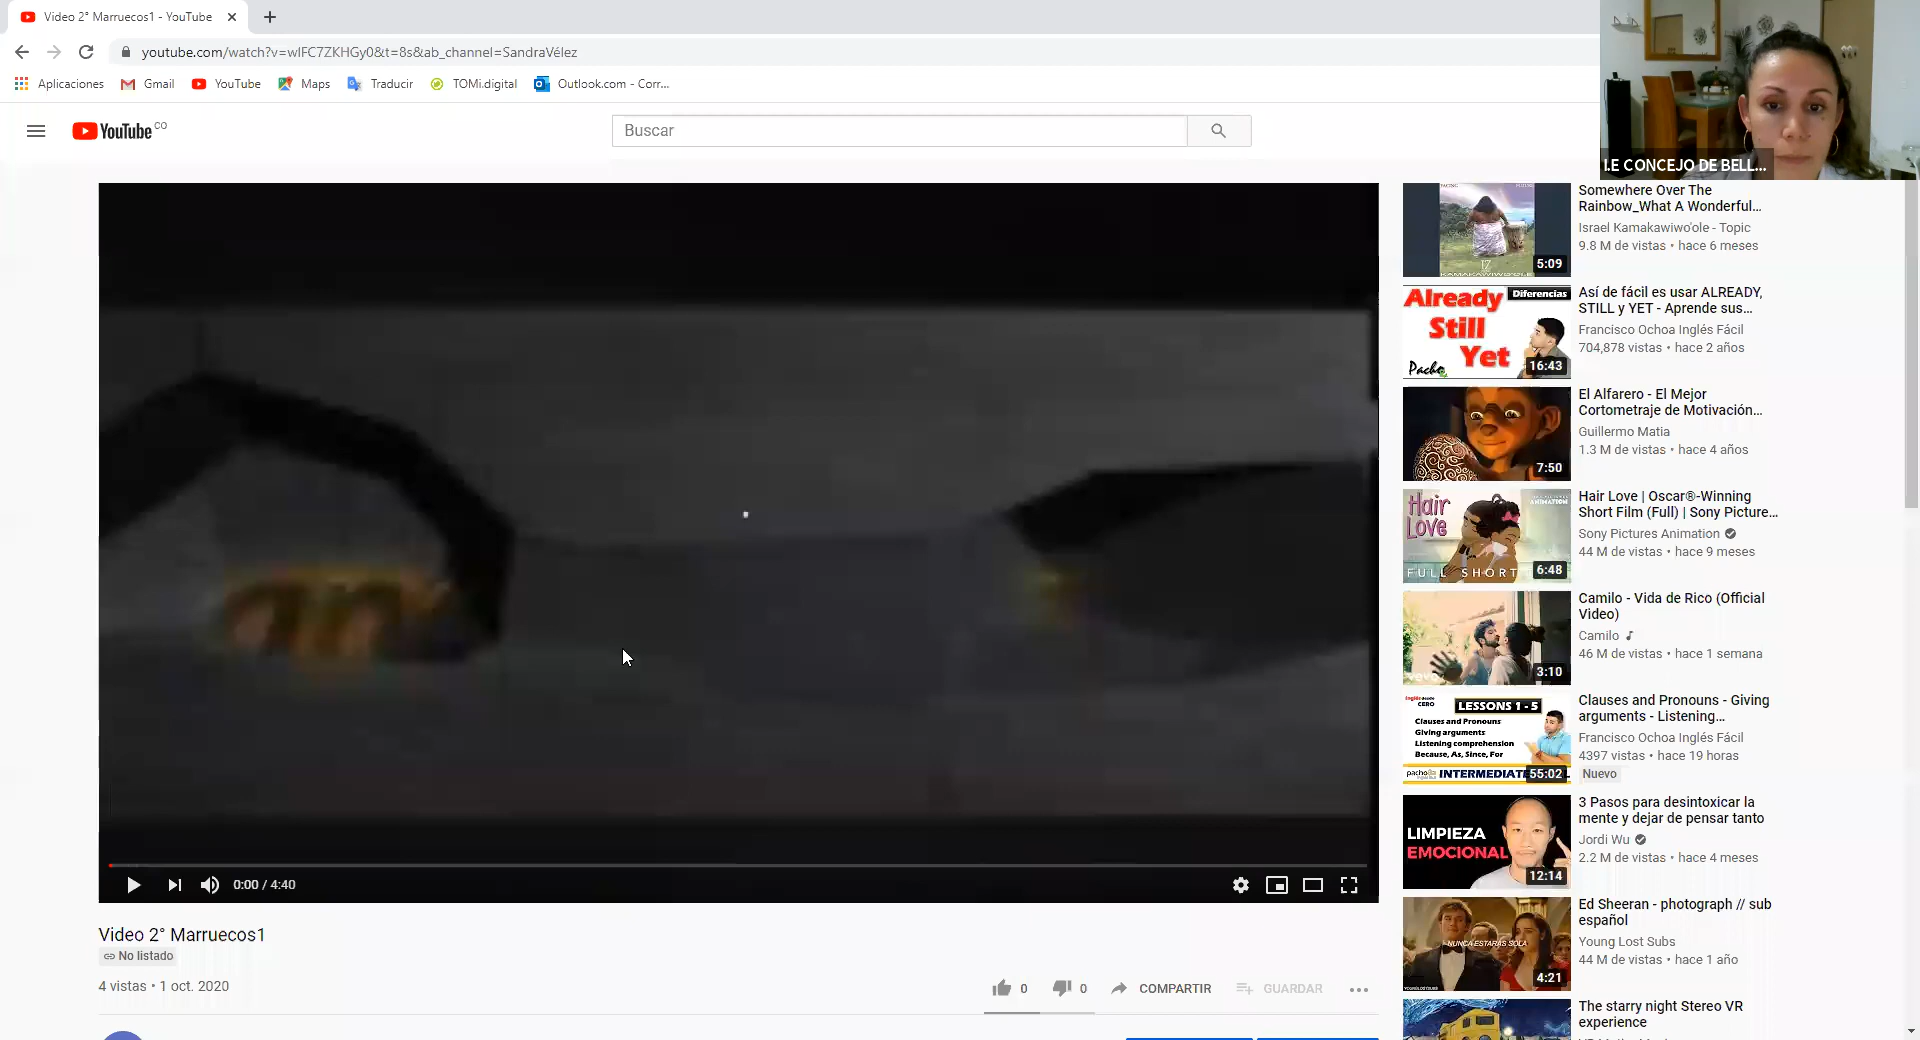 Video 2° Marruecos1 - YouTube
youtube.com/watch?v=wIFC7ZKHGy0&t=8s&ab_channel=SandraVélez
Aplicaciones Gmail YouTube Maps Traducir TOMi.digital Outlook.com - Corr...
YouTube CO
Buscar
I.E CONCEJO DE BELL...
5:09
Somewhere Over The
Rainbow_What A Wonderful...
Israel Kamakawiwo'ole - Topic
9.8 M de vistas • hace 6 meses
Already
Still
Yet
Diferencias
Pacho
16:43
Así de fácil es usar ALREADY,
STILL y YET - Aprende sus...
Francisco Ochoa Inglés Fácil
704,878 vistas • hace 2 años
7:50
El Alfarero - El Mejor
Cortometraje de Motivación...
Guillermo Matia
1.3 M de vistas • hace 4 años
Hair
LOVE
FULL SHORT
6:48
Hair Love | Oscar®-Winning
Short Film (Full) | Sony Picture...
Sony Pictures Animation
44 M de vistas • hace 9 meses
vevo
3:10
Camilo - Vida de Rico (Official
Video)
Camilo
46 M de vistas • hace 1 semana
Inglés desde
CERO
LESSONS 1 - 5
Clauses and Pronouns
Giving arguments
Listening comprehension
Because, As, Since, For
INTERMEDIAT
55:02
Clauses and Pronouns - Giving
arguments - Listening...
Francisco Ochoa Inglés Fácil
4397 vistas • hace 19 horas
Nuevo
LIMPIEZA
EMOCIONAL
12:14
3 Pasos para desintoxicar la
mente y dejar de pensar tanto
Jordi Wu
2.2 M de vistas • hace 4 meses
NUNCA ESTARÁS SOLA
4:21
Ed Sheeran - photograph // sub
español
Young Lost Subs
44 M de vistas • hace 1 año
The starry night Stereo VR
experience
0:00 / 4:40
Video 2° Marruecos1
No listado
4 vistas • 1 oct. 2020
0 0 COMPARTIR GUARDAR